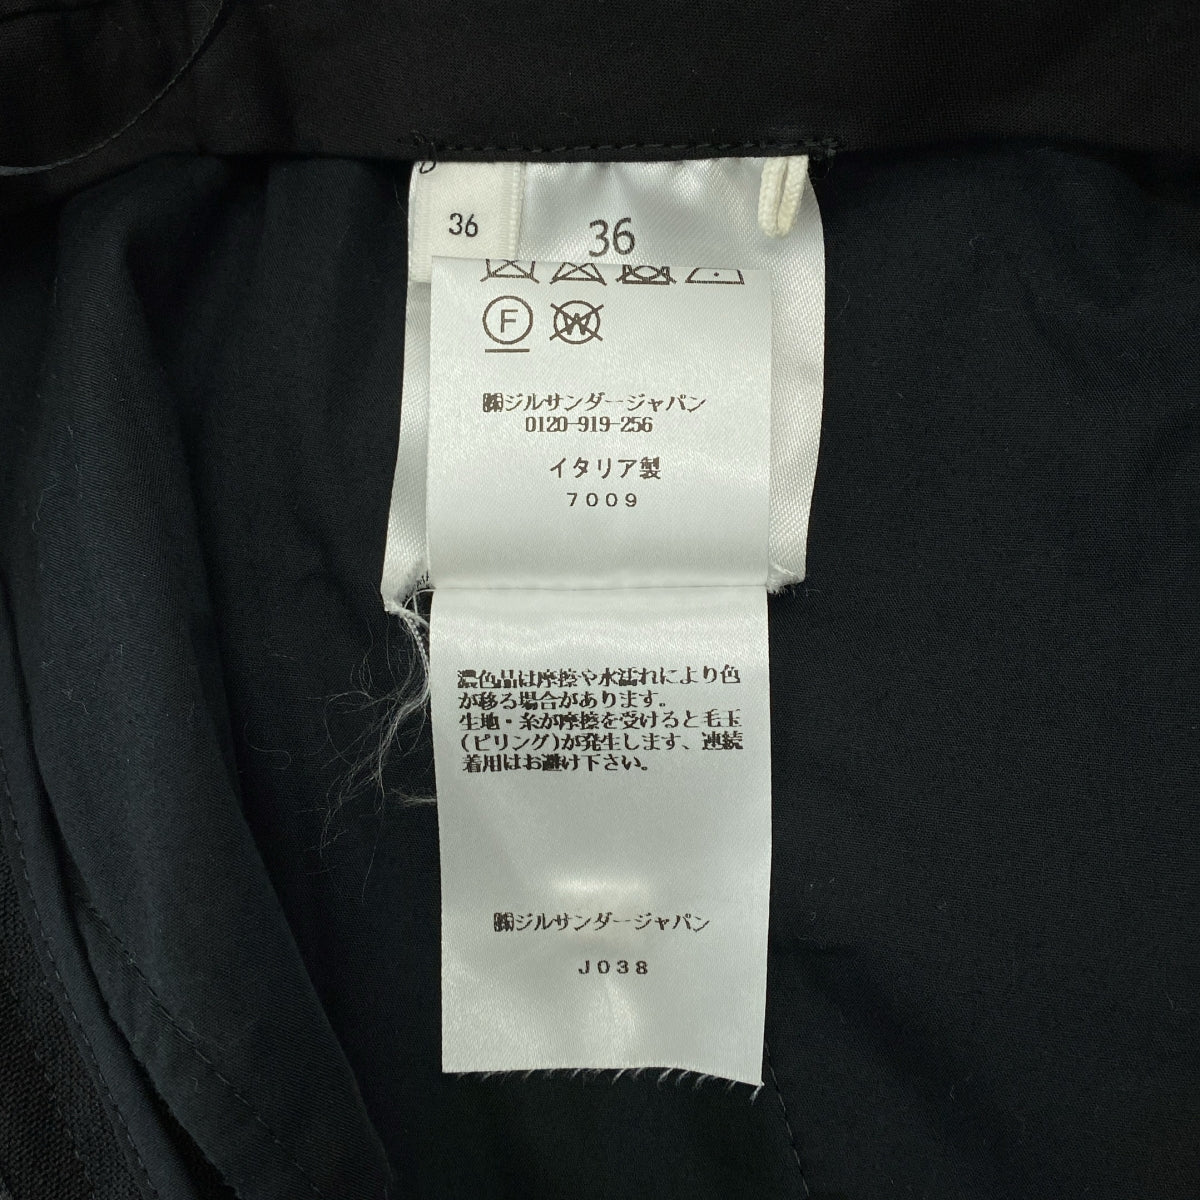 36
36
F
W
㈱ジルサンダージャパン
0120-919-256
イタリア製
7009
濃色品は摩擦や水濡れにより色
が移る場合があります。
生地・糸が摩擦を受けると毛玉
(ピリング)が発生します、連続
着用はお避け下さい。
㈱ジルサンダージャパン
J038